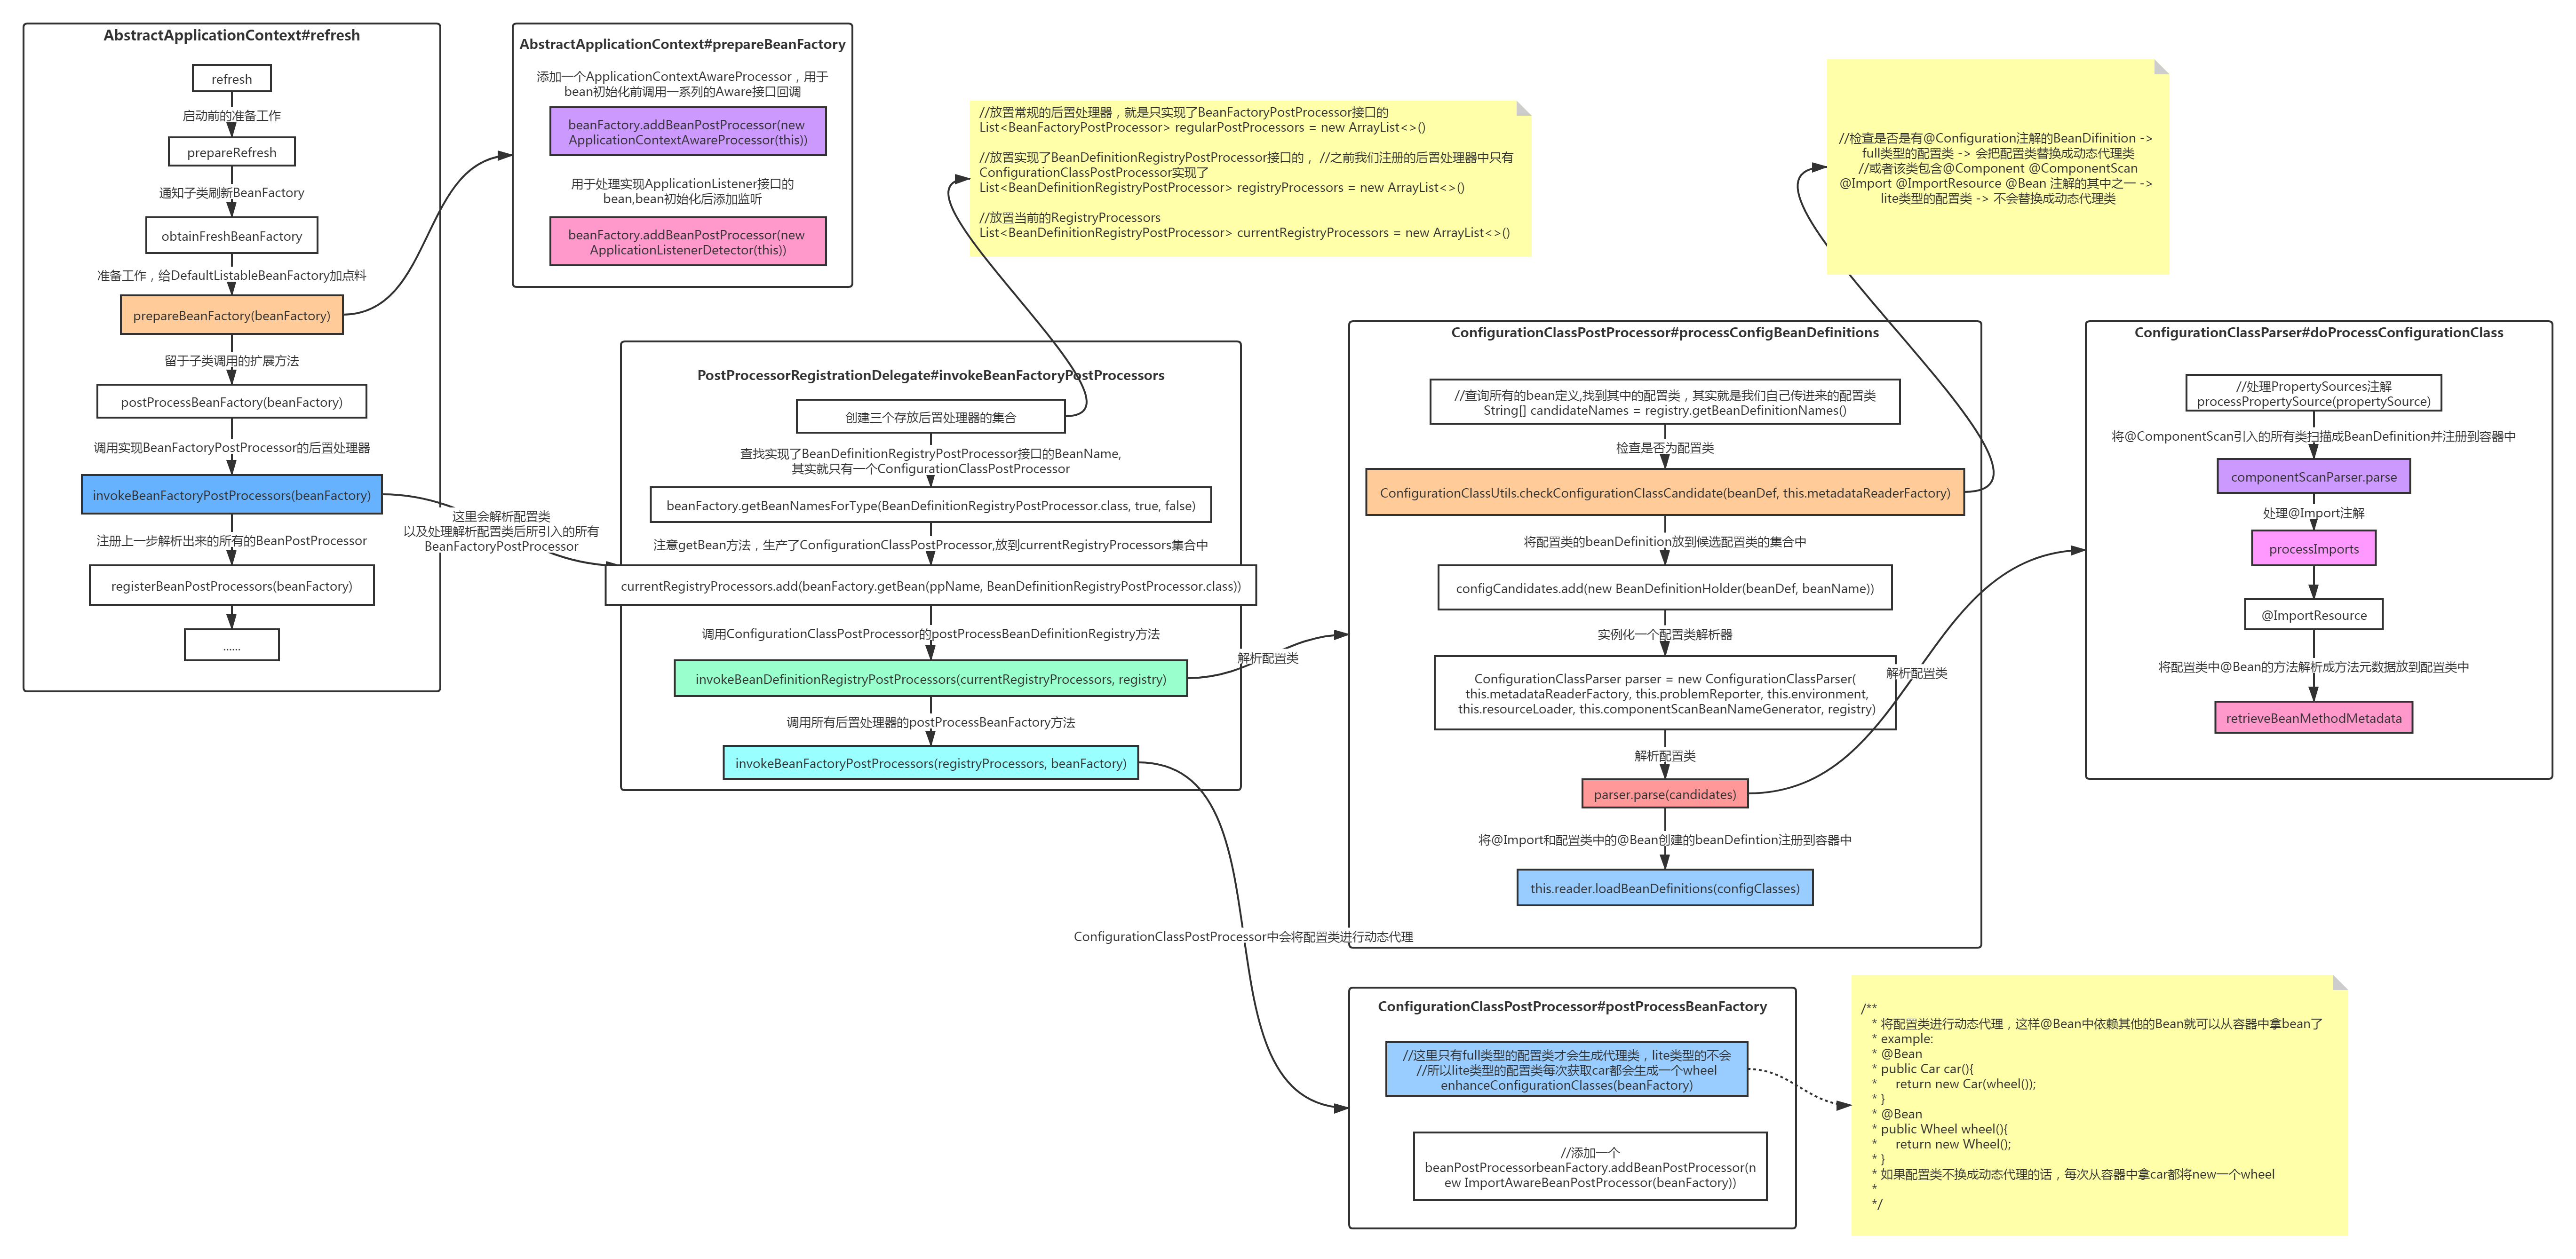 AbstractApplicationContext#refresh
refresh
启动前的准备工作
prepareRefresh
通知子类刷新BeanFactory
obtainFreshBeanFactory
准备工作，给DefaultListableBeanFactory加点料
prepareBeanFactory(beanFactory)
留于子类调用的扩展方法
postProcessBeanFactory(beanFactory)
调用实现BeanFactoryPostProcessor的后置处理器
invokeBeanFactoryPostProcessors(beanFactory)
注册上一步解析出来的所有的BeanPostProcessor
registerBeanPostProcessors(beanFactory)
......
这里会解析配置类
以及处理解析配置类后所引入的所有
BeanFactoryPostProcessor
AbstractApplicationContext#prepareBeanFactory
添加一个ApplicationContextAwareProcessor，用于
bean初始化前调用一系列的Aware接口回调
beanFactory.addBeanPostProcessor(new
ApplicationContextAwareProcessor(this))
用于处理实现ApplicationListener接口的
bean,bean初始化后添加监听
beanFactory.addBeanPostProcessor(new
ApplicationListenerDetector(this))
//放置常规的后置处理器，就是只实现了BeanFactoryPostProcessor接口的
List<BeanFactoryPostProcessor> regularPostProcessors = new ArrayList<>()
//放置实现了BeanDefinitionRegistryPostProcessor接口的， //之前我们注册的后置处理器中只有
ConfigurationClassPostProcessor实现了
List<BeanDefinitionRegistryPostProcessor> registryProcessors = new ArrayList<>()
//放置当前的RegistryProcessors
List<BeanDefinitionRegistryPostProcessor> currentRegistryProcessors = new ArrayList<>()
PostProcessorRegistrationDelegate#invokeBeanFactoryPostProcessors
创建三个存放后置处理器的集合
查找实现了BeanDefinitionRegistryPostProcessor接口的BeanName,
其实就只有一个ConfigurationClassPostProcessor
beanFactory.getBeanNamesForType(BeanDefinitionRegistryPostProcessor.class, true, false)
注意getBean方法，生产了ConfigurationClassPostProcessor,放到currentRegistryProcessors集合中
currentRegistryProcessors.add(beanFactory.getBean(ppName, BeanDefinitionRegistryPostProcessor.class))
调用ConfigurationClassPostProcessor的postProcessBeanDefinitionRegistry方法
invokeBeanDefinitionRegistryPostProcessors(currentRegistryProcessors, registry)
调用所有后置处理器的postProcessBeanFactory方法
invokeBeanFactoryPostProcessors(registryProcessors, beanFactory)
解析配置类
ConfigurationClassPostProcessor中会将配置类进行动态代理
//检查是否是有@Configuration注解的BeanDifinition ->
full类型的配置类 -> 会把配置类替换成动态代理类
//或者该类包含@Component @ComponentScan
@Import @ImportResource @Bean 注解的其中之一 ->
lite类型的配置类 -> 不会替换成动态代理类
ConfigurationClassPostProcessor#processConfigBeanDefinitions
//查询所有的bean定义,找到其中的配置类，其实就是我们自己传进来的配置类
String[] candidateNames = registry.getBeanDefinitionNames()
检查是否为配置类
ConfigurationClassUtils.checkConfigurationClassCandidate(beanDef, this.metadataReaderFactory)
将配置类的beanDefinition放到候选配置类的集合中
configCandidates.add(new BeanDefinitionHolder(beanDef, beanName))
实例化一个配置类解析器
ConfigurationClassParser parser = new ConfigurationClassParser(
this.metadataReaderFactory, this.problemReporter, this.environment,
this.resourceLoader, this.componentScanBeanNameGenerator, registry)
解析配置类
parser.parse(candidates)
将@Import和配置类中的@Bean创建的beanDefintion注册到容器中
this.reader.loadBeanDefinitions(configClasses)
解析配置类
ConfigurationClassParser#doProcessConfigurationClass
//处理PropertySources注解
processPropertySource(propertySource)
将@ComponentScan引入的所有类扫描成BeanDefinition并注册到容器中
componentScanParser.parse
处理@Import注解
processImports
@ImportResource
将配置类中@Bean的方法解析成方法元数据放到配置类中
retrieveBeanMethodMetadata
ConfigurationClassPostProcessor#postProcessBeanFactory
//这里只有full类型的配置类才会生成代理类，lite类型的不会
//所以lite类型的配置类每次获取car都会生成一个wheel
enhanceConfigurationClasses(beanFactory)
//添加一个
beanPostProcessorbeanFactory.addBeanPostProcessor(n
ew ImportAwareBeanPostProcessor(beanFactory))
/**
* 将配置类进行动态代理，这样@Bean中依赖其他的Bean就可以从容器中拿bean了
* example:
* @Bean
* public Car car(){
*     return new Car(wheel());
* }
* @Bean
* public Wheel wheel(){
*     return new Wheel();
* }
* 如果配置类不换成动态代理的话，每次从容器中拿car都将new一个wheel
*
*/